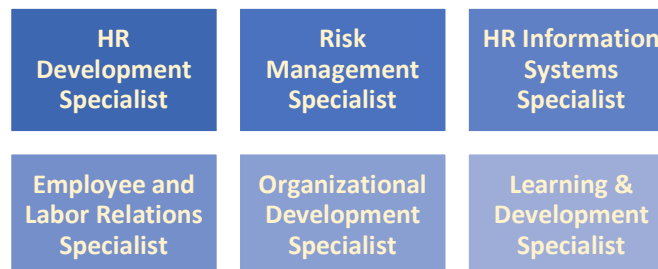 HR
Development
Specialist
Risk
Management
Specialist
HR Information
Systems
Specialist
Employee and
Labor Relations
Specialist
Organizational
Development
Specialist
Learning &
Development
Specialist